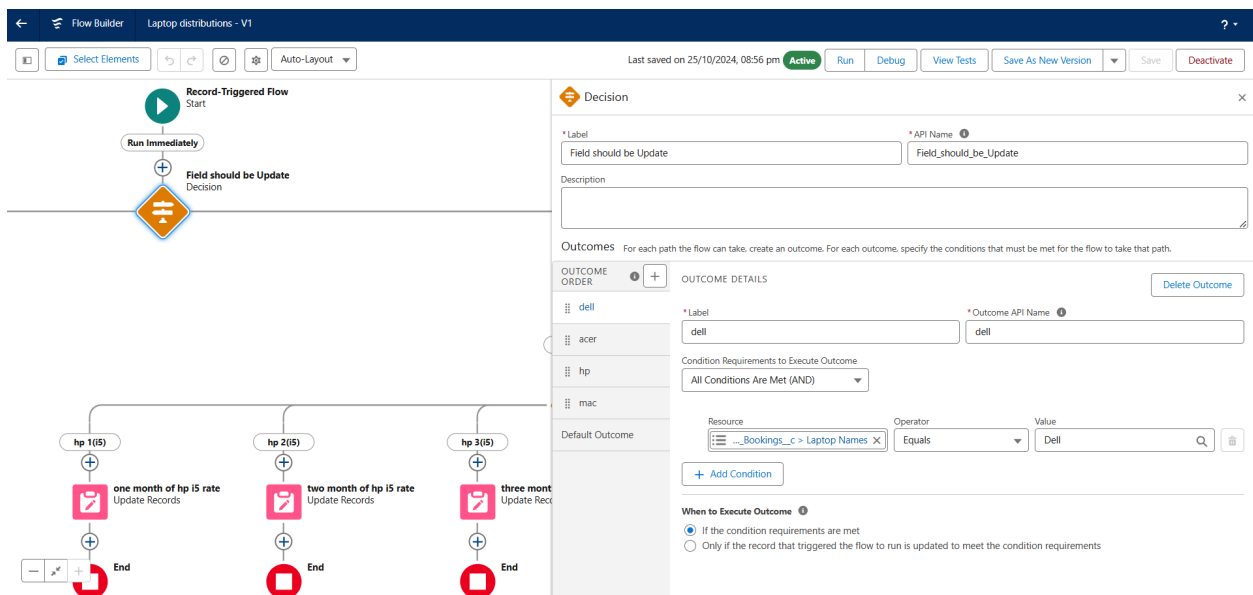 Flow Builder
Laptop distributions - V1
?
Select Elements
Auto-Layout
Last saved on 25/10/2024, 08:56 pm
Active
Run
Debug
View Tests
Save As New Version
Save
Deactivate
Record-Triggered Flow
Start
Run Immediately
Field should be Update
Decision
hp 1(i5)
hp 2(i5)
hp 3(i5)
one month of hp i5 rate
Update Records
two month of hp i5 rate
Update Records
three mont
Update Reco
End
End
End
Decision
*Label
*API Name
Field should be Update
Field_should_be_Update
Description
Outcomes For each path the flow can take, create an outcome. For each outcome, specify the conditions that must be met for the flow to take that path.
OUTCOME
ORDER
dell
acer
hp
mac
Default Outcome
OUTCOME DETAILS
Delete Outcome
*Label
*Outcome API Name
dell
dell
Condition Requirements to Execute Outcome
All Conditions Are Met (AND)
Resource
Operator
Value
..._Bookings__c > Laptop Names
Equals
Dell
+ Add Condition
When to Execute Outcome
If the condition requirements are met
Only if the record that triggered the flow to run is updated to meet the condition requirements